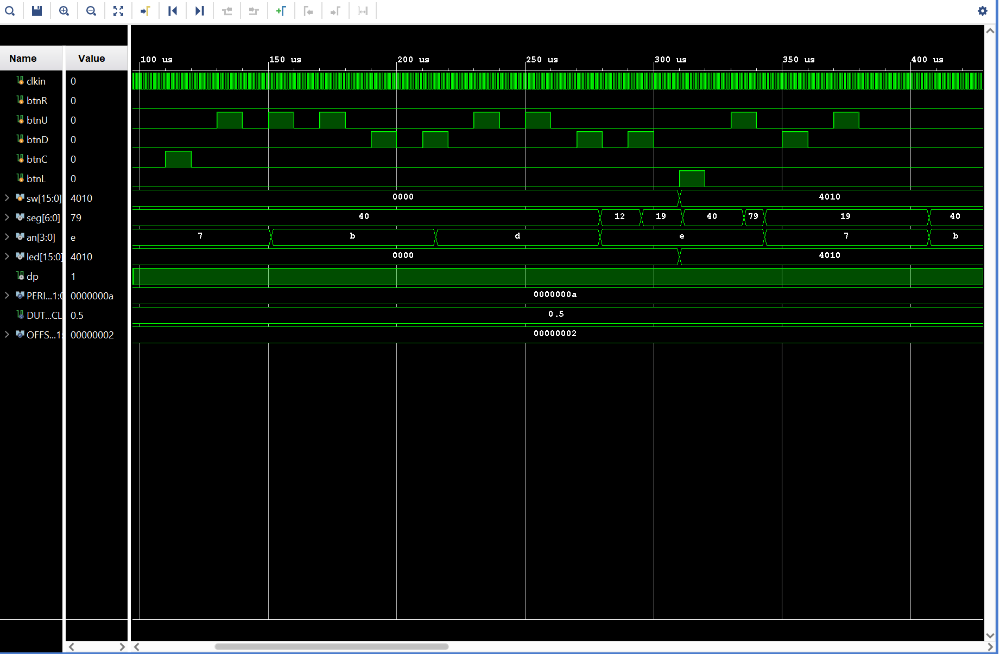 Name Value 100 us 150 us 200 us 250 us 300 us 350 us 400 us
clkin 0
btnR 0
btnU 0
btnD 0
btnC 0
btnL 0
sw[15:0] 4010 0000 4010
seg[6:0] 79 40 12 19 40 79 19 40
an[3:0] e 7 b d e 7 b
led[15:0] 4010 0000 4010
dp 1
PERI...1:0 0000000a 0000000a
DUT...CL 0.5 0.5
OFFS...1: 00000002 00000002